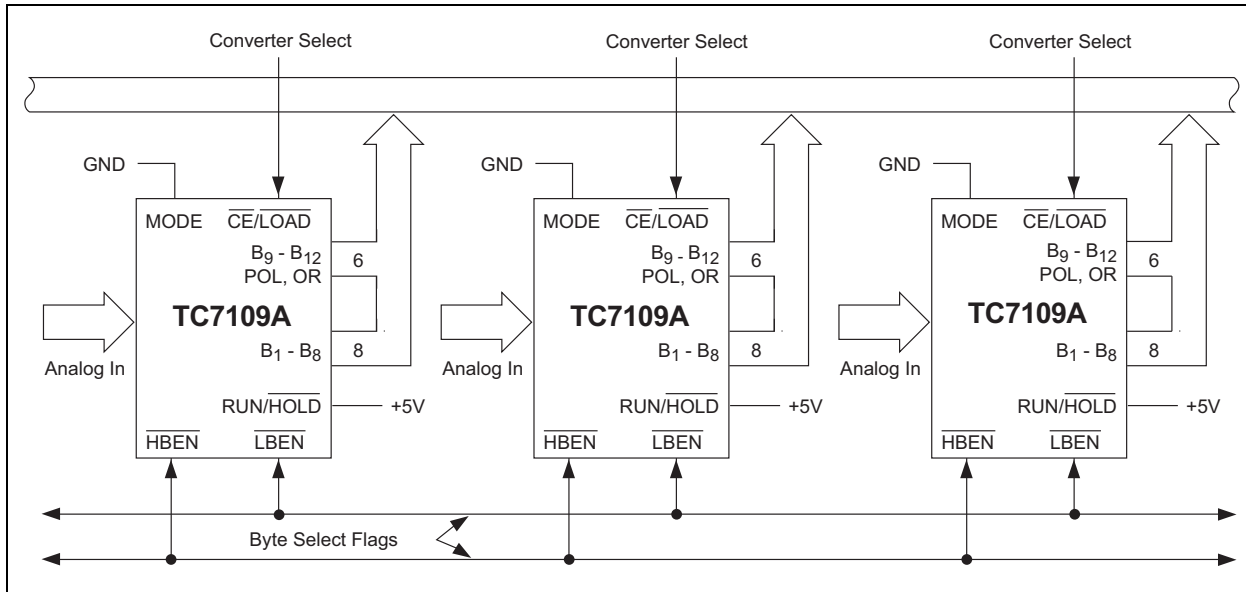 Converter Select
Converter Select
Converter Select
GND
MODE
CE/LOAD
B9 - B12
POL, OR
6
TC7109A
B1 - B8
8
Analog In
RUN/HOLD
+5V
HBEN
LBEN
GND
MODE
CE/LOAD
B9 - B12
POL, OR
6
TC7109A
B1 - B8
8
Analog In
RUN/HOLD
+5V
HBEN
LBEN
GND
MODE
CE/LOAD
B9 - B12
POL, OR
6
TC7109A
B1 - B8
8
Analog In
RUN/HOLD
+5V
HBEN
LBEN
Byte Select Flags